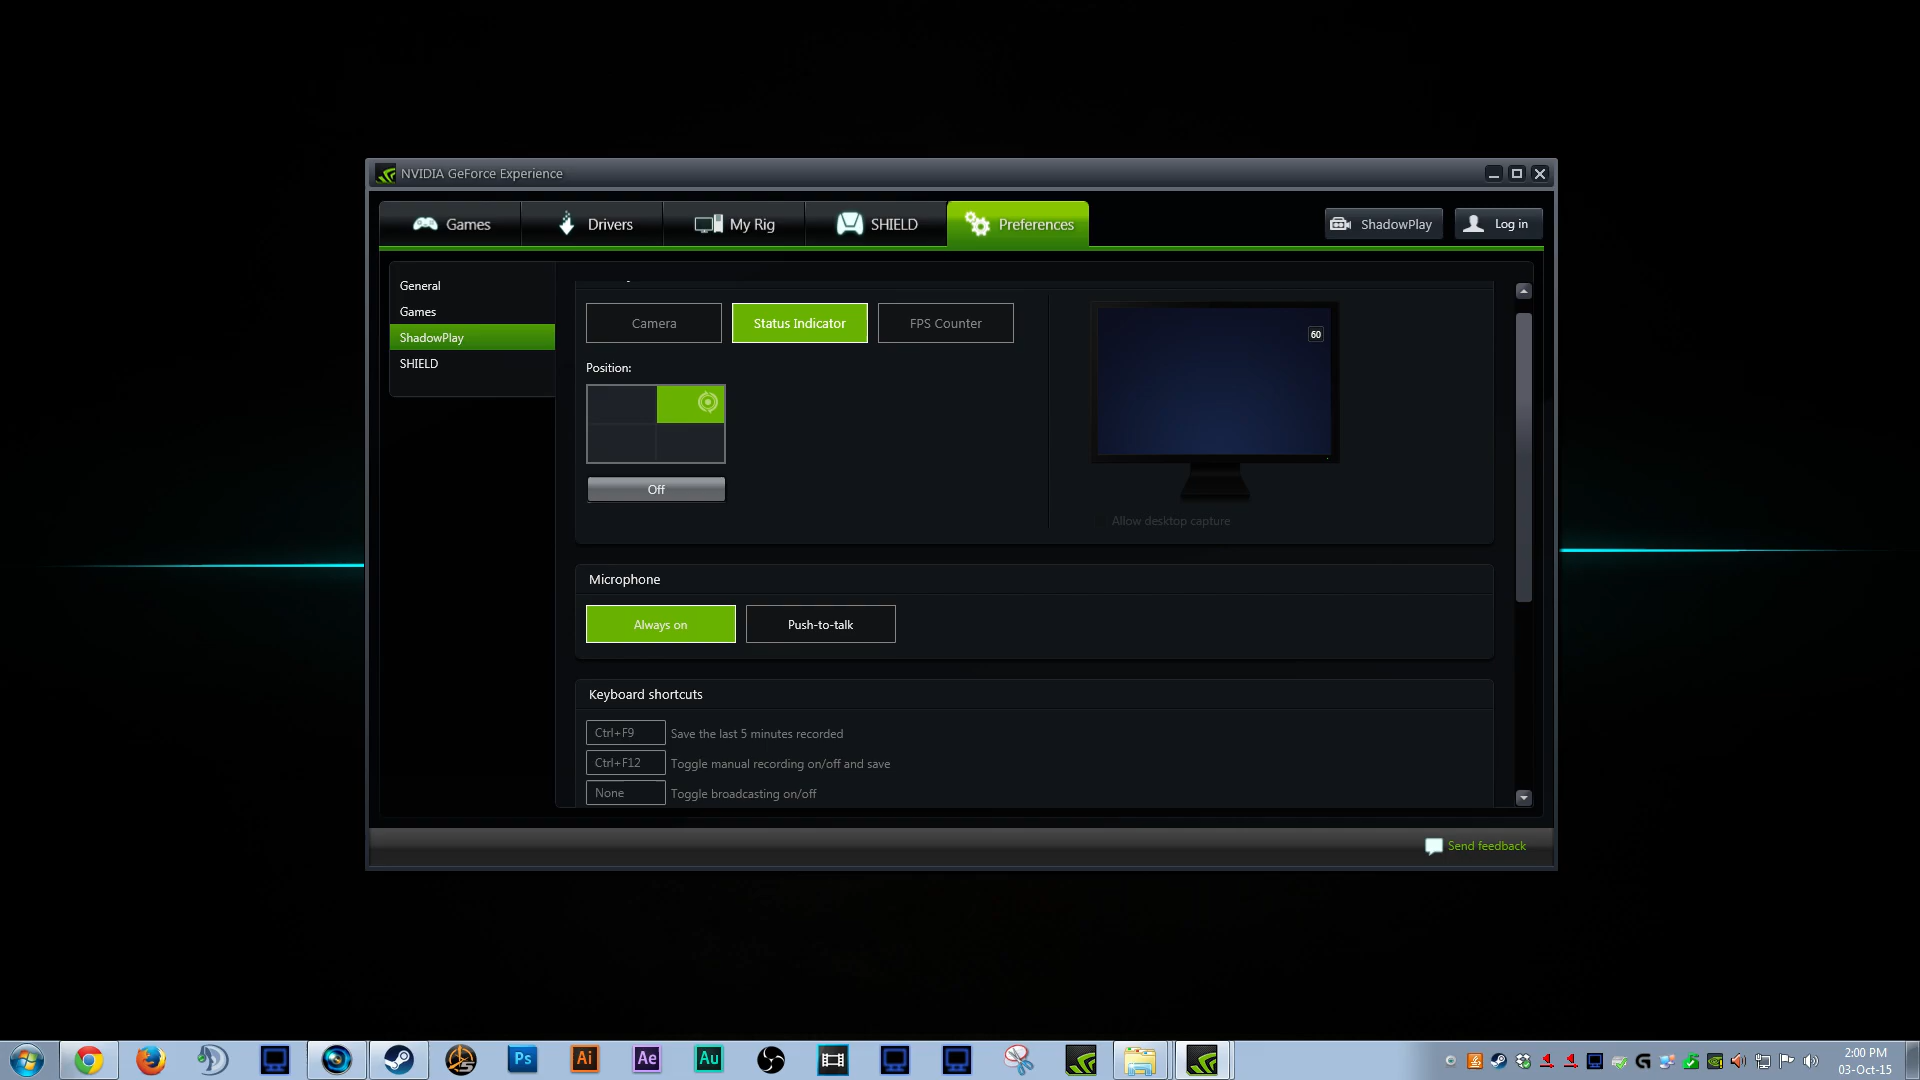 NVIDIA GeForce Experience
Games
Drivers
My Rig
SHIELD
Preferences
ShadowPlay
Log in
General
Games
ShadowPlay
SHIELD
Camera
Status Indicator
FPS Counter
60
Position:
Off
Allow desktop capture
Microphone
Always on
Push-to-talk
Keyboard shortcuts
Ctrl+F9 Save the last 5 minutes recorded
Ctrl+F12 Toggle manual recording on/off and save
None Toggle broadcasting on/off
Send feedback
Ps
Ai
Ae
Au
2:00 PM
03-Oct-15